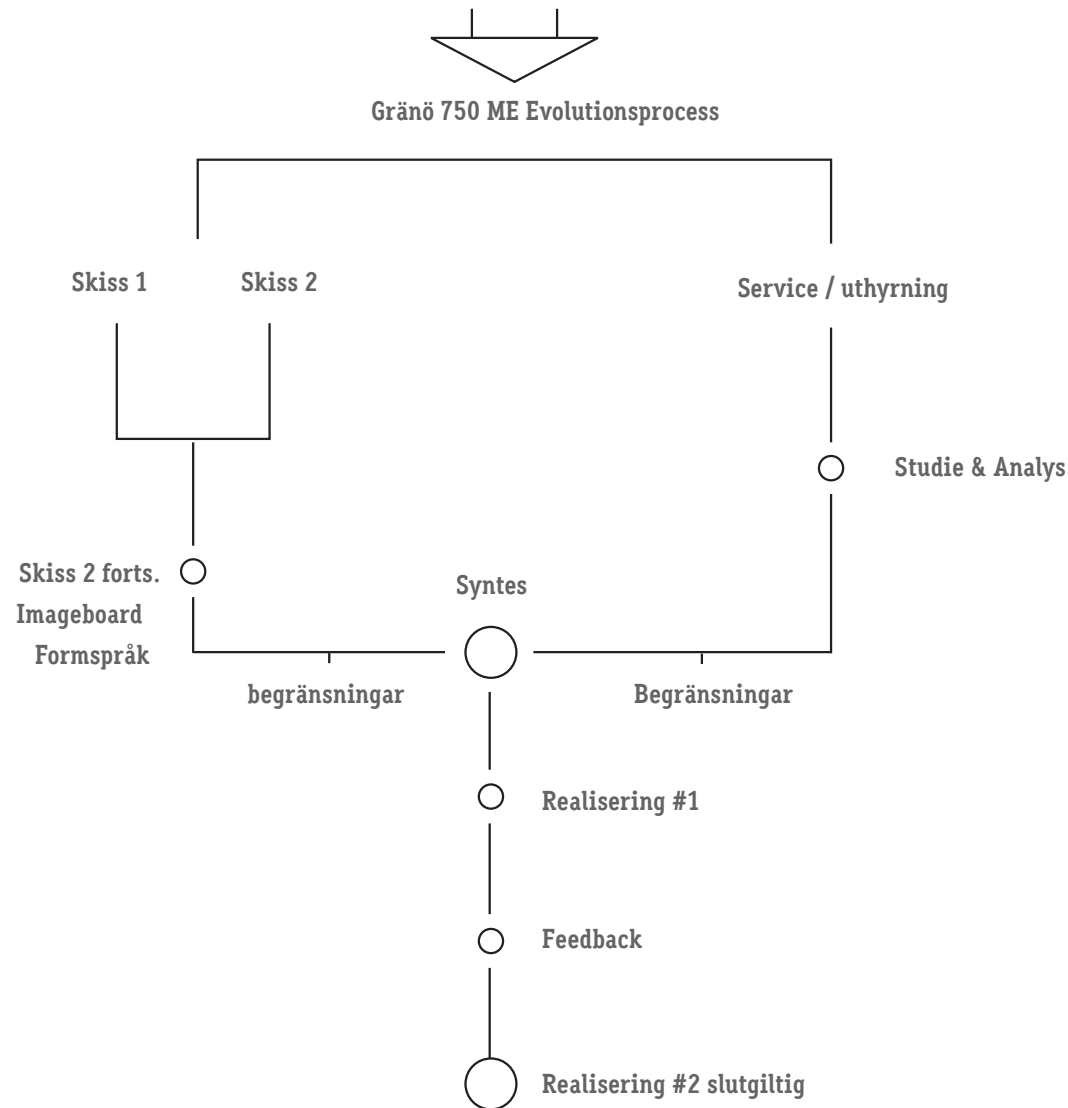 Gränö 750 ME Evolutionsprocess
Skiss 1
Skiss 2
Service / uthyrning
Studie & Analys
Skiss 2 forts.
Imageboard
Formspråk
Syntes
begränsningar
Begränsningar
Realisering #1
Feedback
Realisering #2 slutgiltig